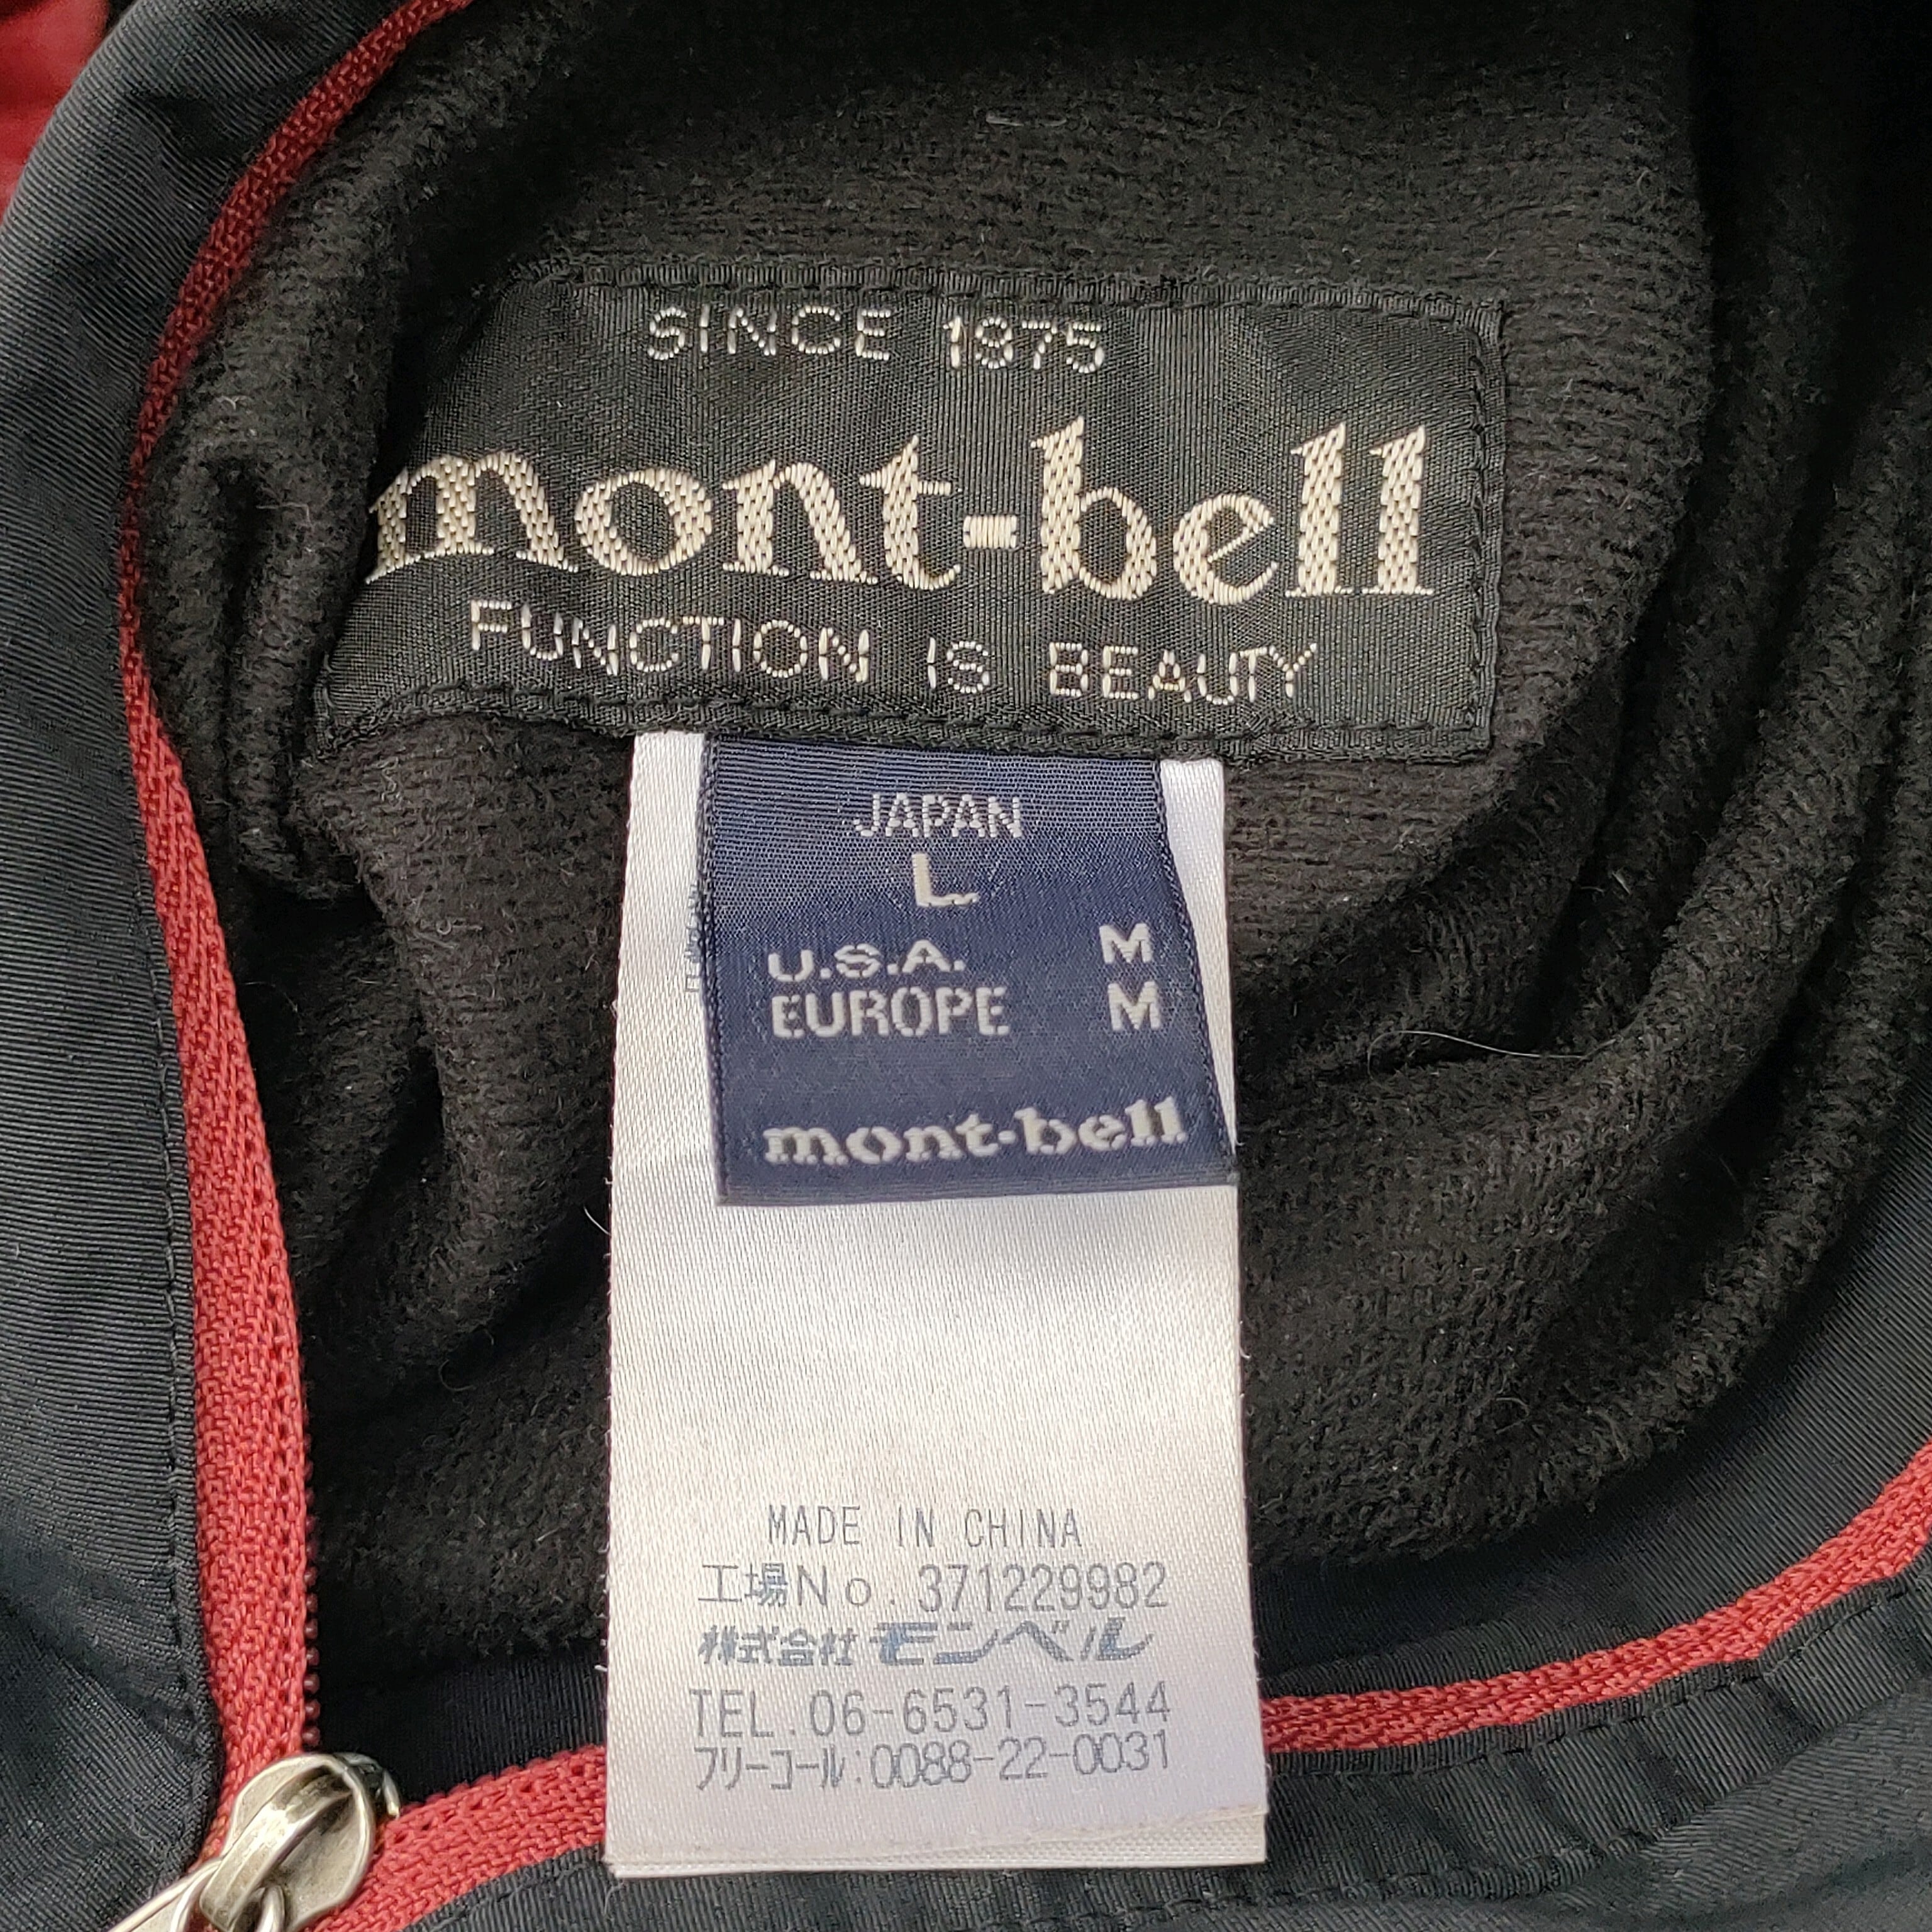 SINCE 1975
mont-bell
FUNCTION IS BEAUTY
JAPAN
L
U.S.A. M
EUROPE M
mont-bell
MADE IN CHINA
工場No.371229982
株式会社モンベル
TEL.06-6531-3544
フリーコール:0088-22-0031